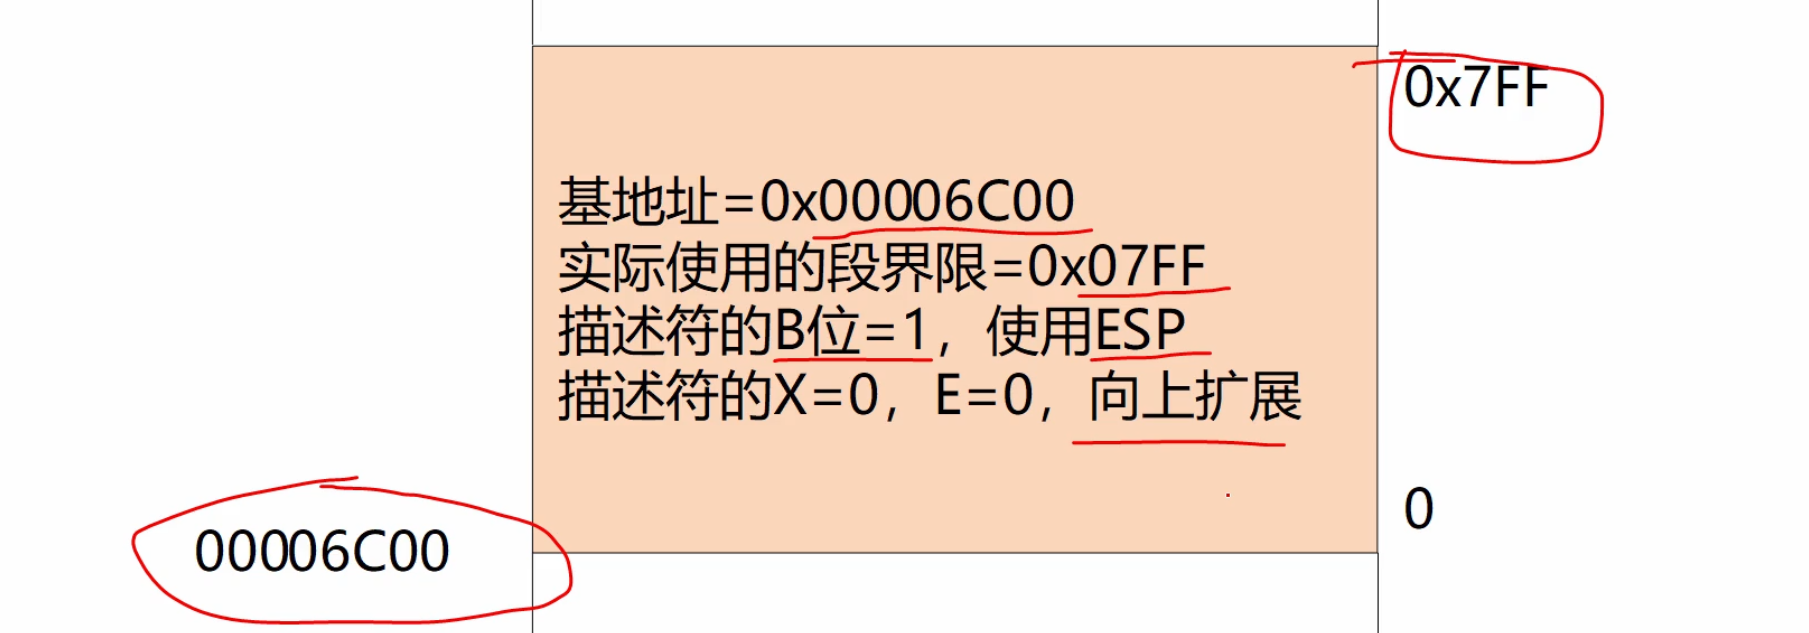 0x7FF
基地址=0x00006C00
实际使用的段界限=0x07FF
描述符的B位=1，使用ESP
描述符的X=0，E=0，向上扩展
0
00006C00